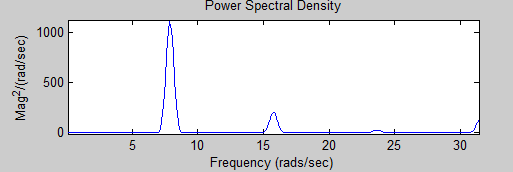 Power Spectral Density
Mag²/(rad/sec)
1000
500
0
5 10 15 20 25 30
Frequency (rads/sec)